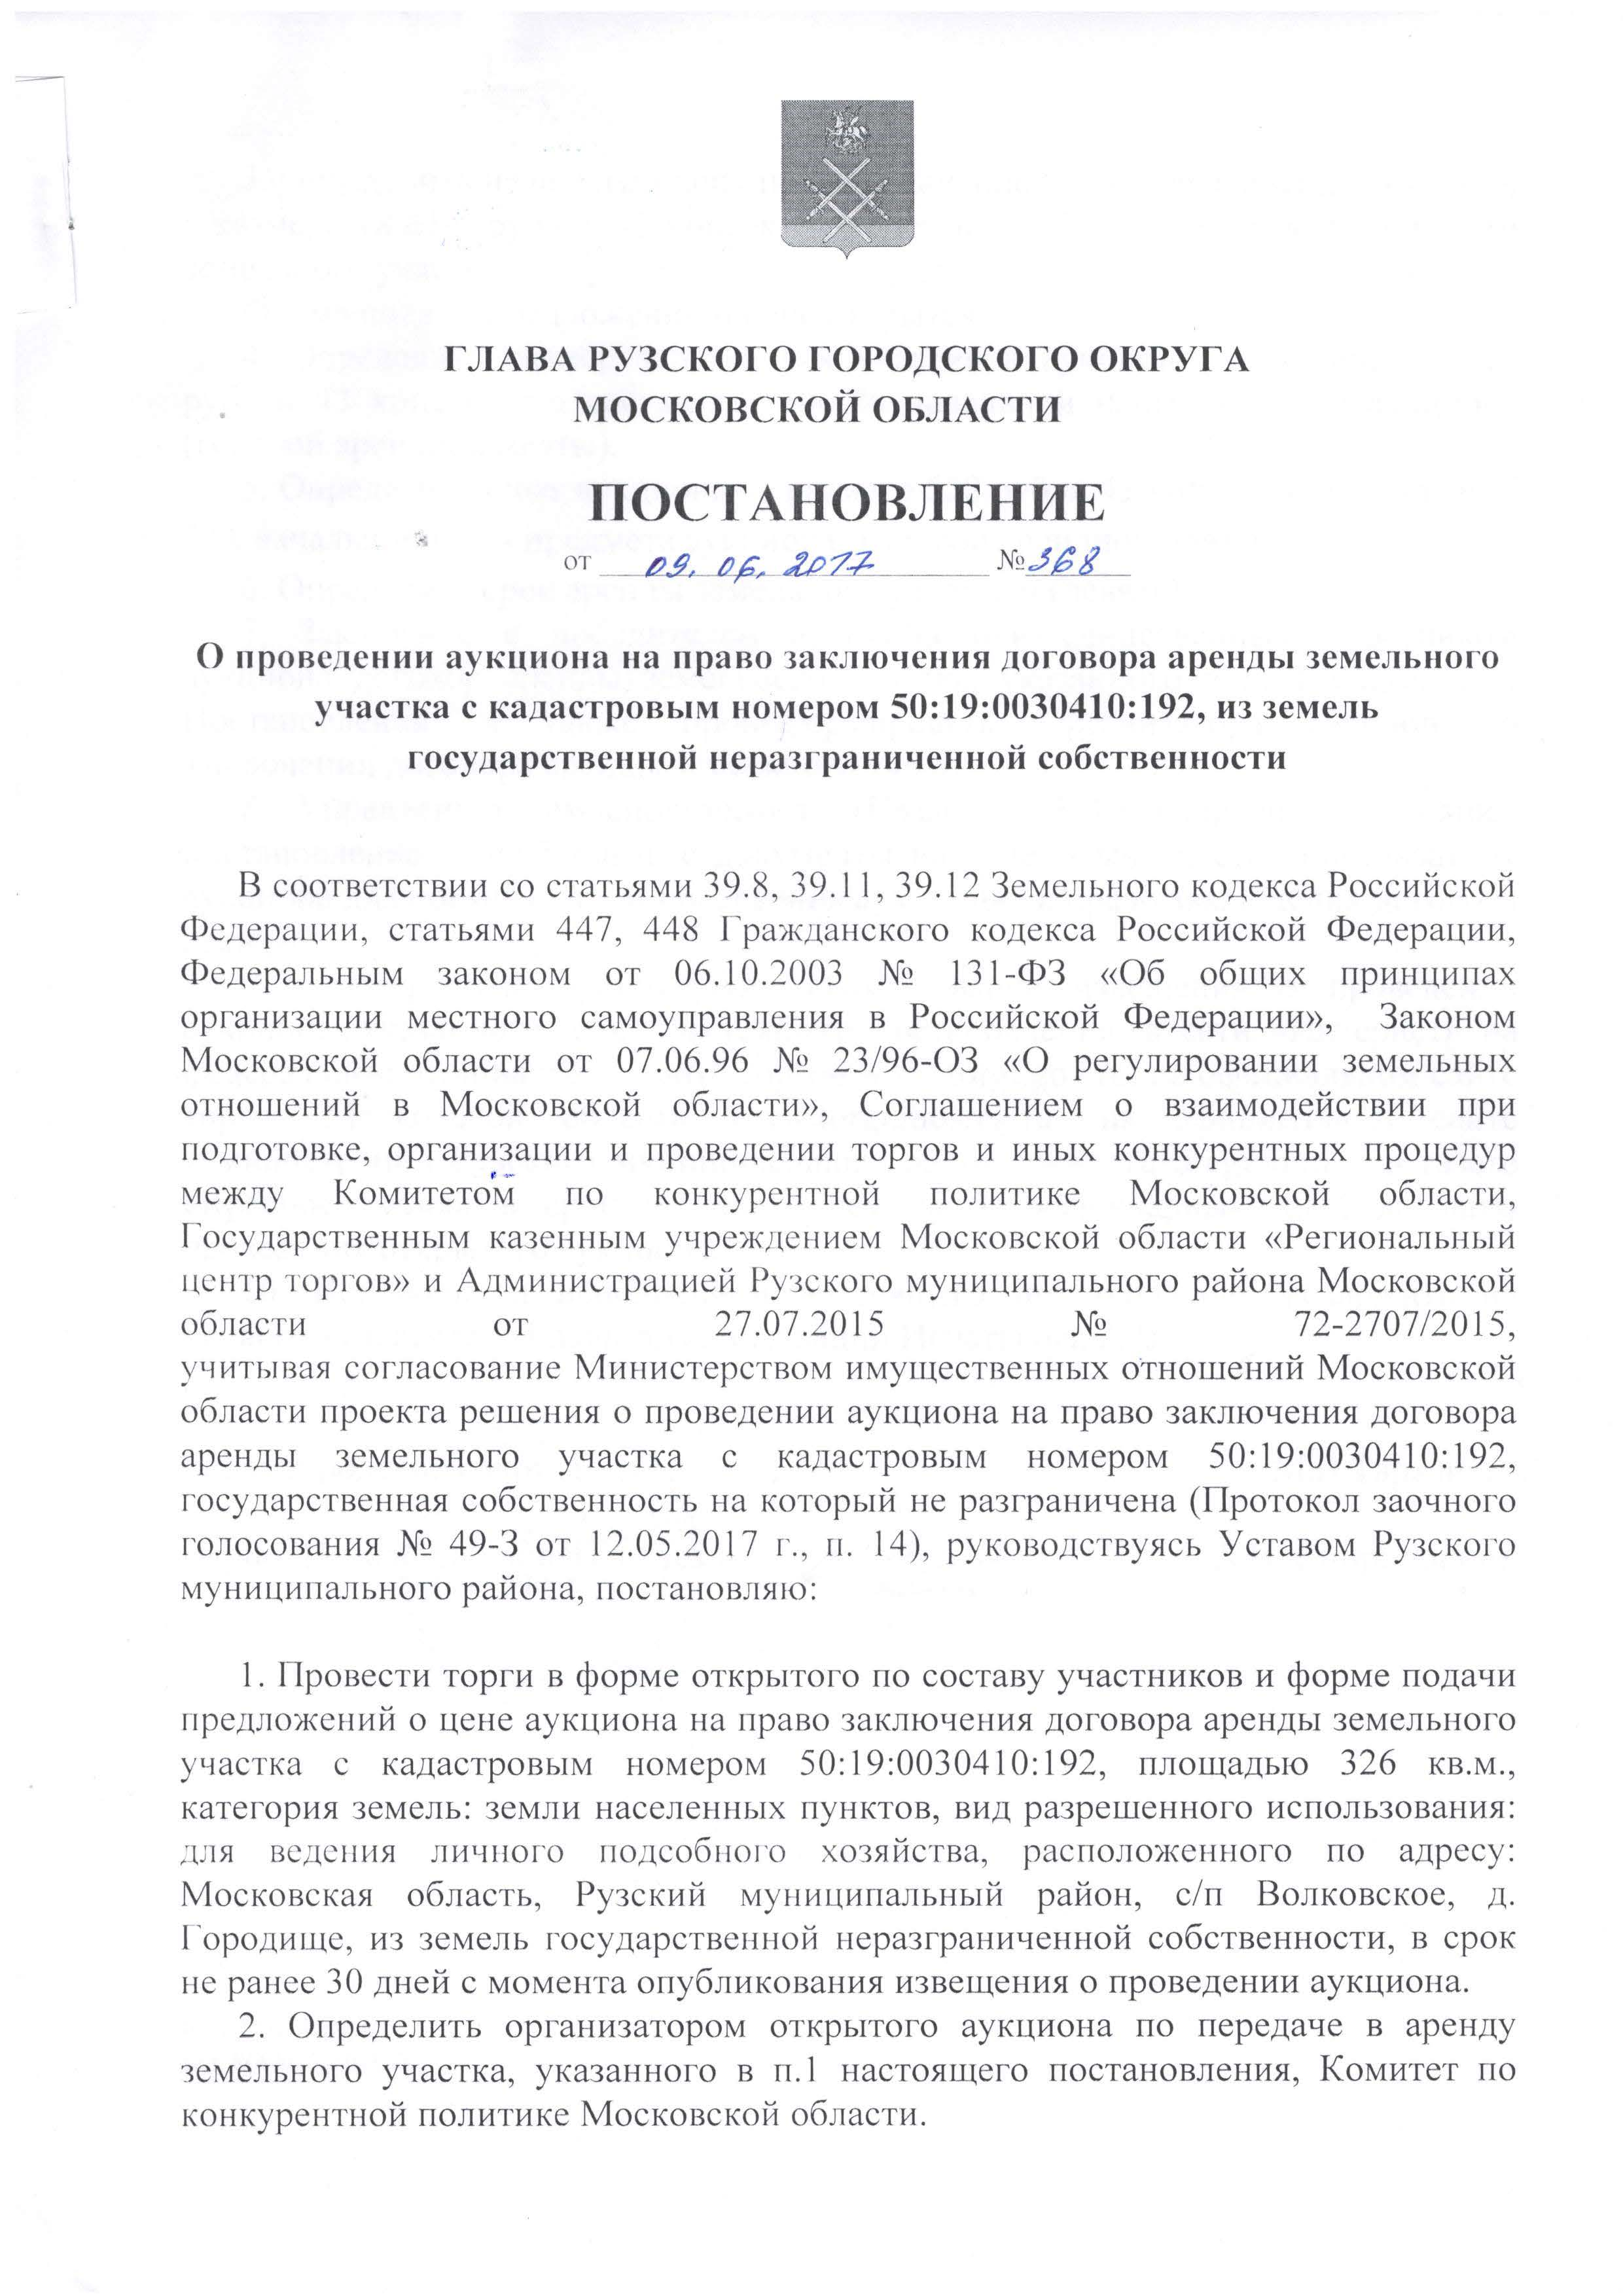 ГЛАВА РУЗСКОГО ГОРОДСКОГО ОКРУГА
МОСКОВСКОЙ ОБЛАСТИ
ПОСТАНОВЛЕНИЕ
от 09.06.2017 № 368
О проведении аукциона на право заключения договора аренды земельного
участка с кадастровым номером 50:19:0030410:192, из земель
государственной неразграниченной собственности
В соответствии со статьями 39.8, 39.11, 39.12 Земельного кодекса Российской
Федерации, статьями 447, 448 Гражданского кодекса Российской Федерации,
Федеральным законом от 06.10.2003 № 131-ФЗ «Об общих принципах
организации местного самоуправления в Российской Федерации», Законом
Московской области от 07.06.96 № 23/96-ОЗ «О регулировании земельных
отношений в Московской области», Соглашением о взаимодействии при
подготовке, организации и проведении торгов и иных конкурентных процедур
между Комитетом по конкурентной политике Московской области,
Государственным казенным учреждением Московской области «Региональный
центр торгов» и Администрацией Рузского муниципального района Московской
области от 27.07.2015 № 72-2707/2015,
учитывая согласование Министерством имущественных отношений Московской
области проекта решения о проведении аукциона на право заключения договора
аренды земельного участка с кадастровым номером 50:19:0030410:192,
государственная собственность на который не разграничена (Протокол заочного
голосования № 49-З от 12.05.2017 г., п. 14), руководствуясь Уставом Рузского
муниципального района, постановляю:
1. Провести торги в форме открытого по составу участников и форме подачи
предложений о цене аукциона на право заключения договора аренды земельного
участка с кадастровым номером 50:19:0030410:192, площадью 326 кв.м.,
категория земель: земли населенных пунктов, вид разрешенного использования:
для ведения личного подсобного хозяйства, расположенного по адресу:
Московская область, Рузский муниципальный район, с/п Волковское, д.
Городище, из земель государственной неразграниченной собственности, в срок
не ранее 30 дней с момента опубликования извещения о проведении аукциона.
2. Определить организатором открытого аукциона по передаче в аренду
земельного участка, указанного в п.1 настоящего постановления, Комитет по
конкурентной политике Московской области.